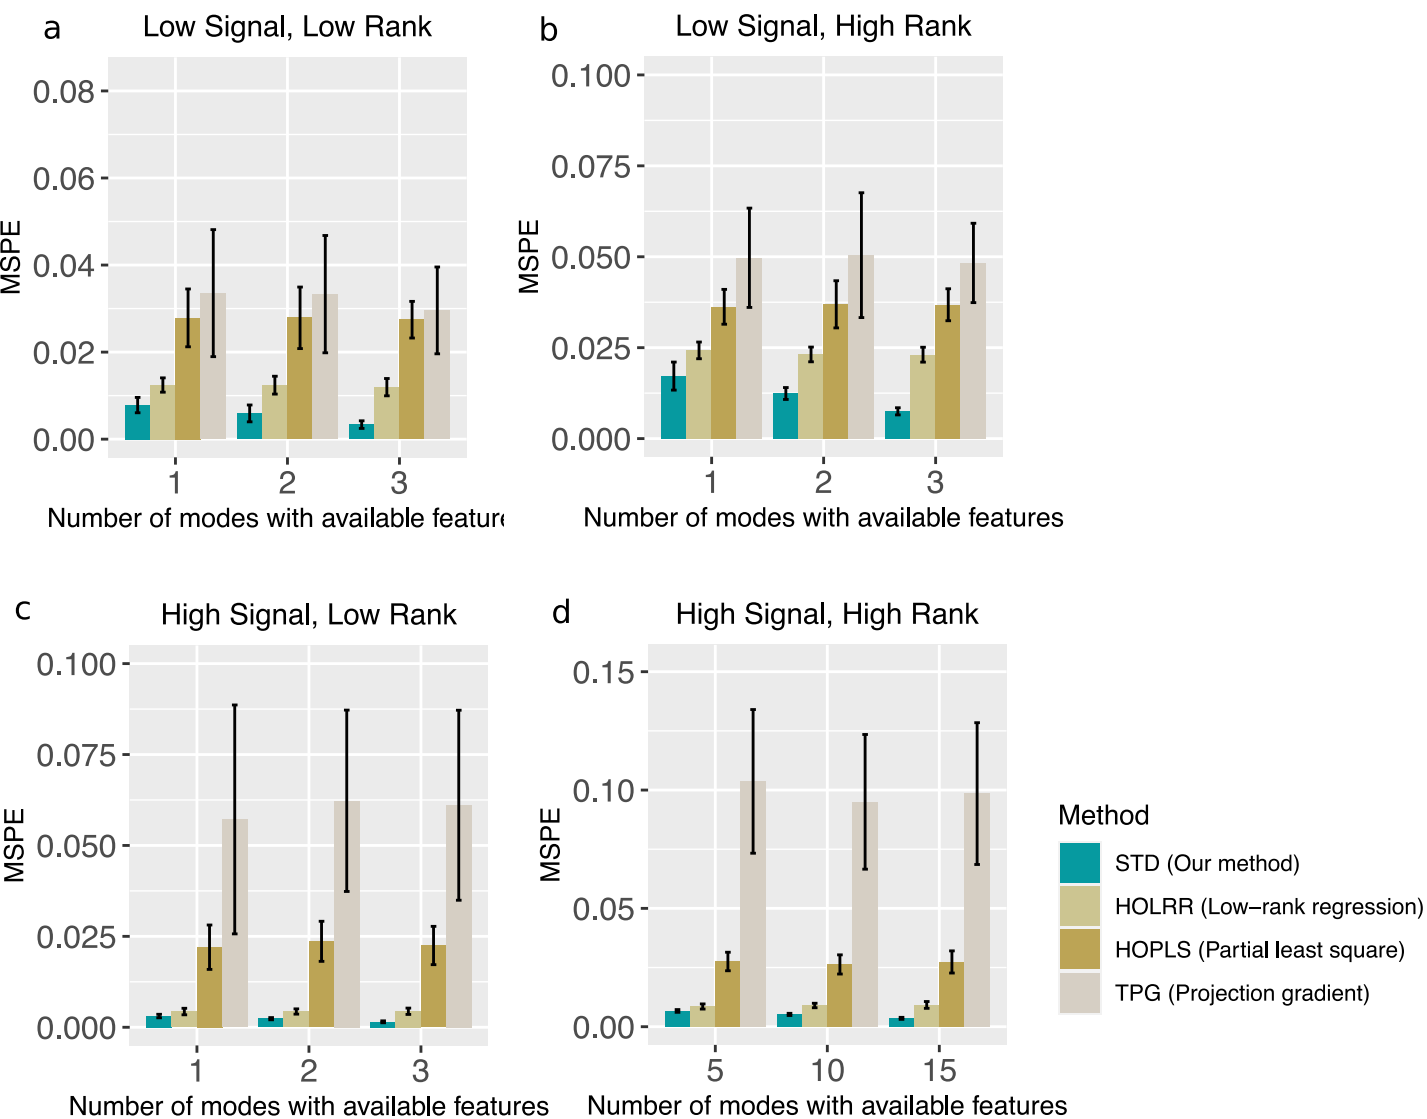 a
Low Signal, Low Rank
0.08
0.06
0.04
0.02
0.00
MSPE
1 2 3
Number of modes with available feature
b
Low Signal, High Rank
0.100
0.075
0.050
0.025
0.000
MSPE
1 2 3
Number of modes with available features
c
High Signal, Low Rank
0.100
0.075
0.050
0.025
0.000
MSPE
1 2 3
Number of modes with available features
d
High Signal, High Rank
0.15
0.10
0.05
0.00
MSPE
5 10 15
Number of modes with available features
Method
STD (Our method)
HOLRR (Low−rank regression)
HOPLS (Partial least square)
TPG (Projection gradient)